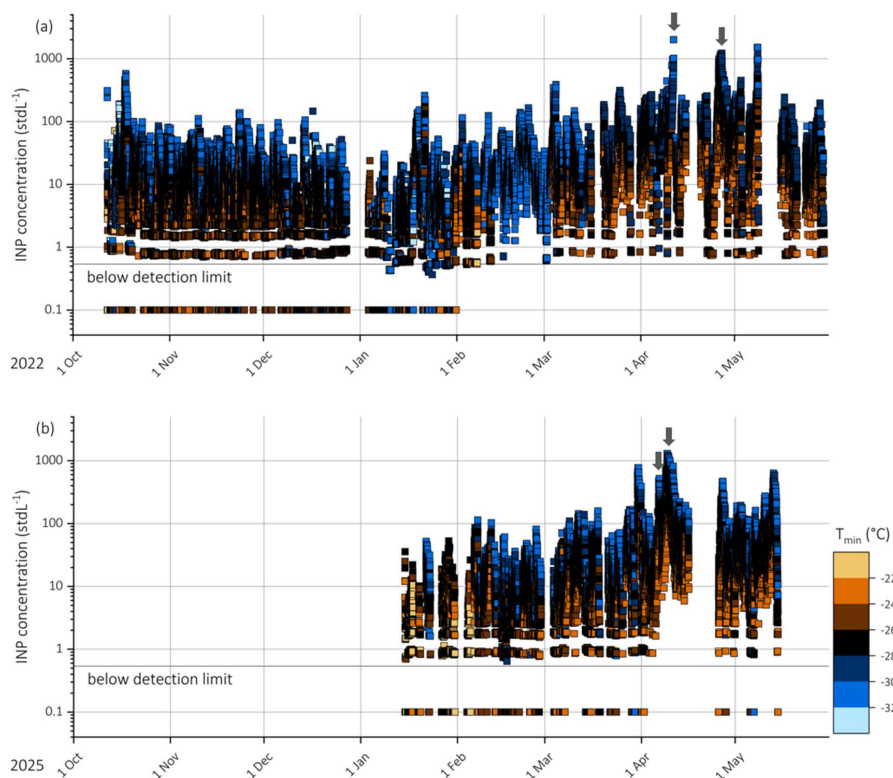 (a)
INP concentration (stdL⁻¹)
1000
100
10
1
0.1
below detection limit
2022
1 Oct
1 Nov
1 Dec
1 Jan
1 Feb
1 Mar
1 Apr
1 May
(b)
INP concentration (stdL⁻¹)
1000
100
10
1
0.1
below detection limit
2025
1 Oct
1 Nov
1 Dec
1 Jan
1 Feb
1 Mar
1 Apr
1 May
Tmin (°C)
-22
-24
-26
-28
-30
-32